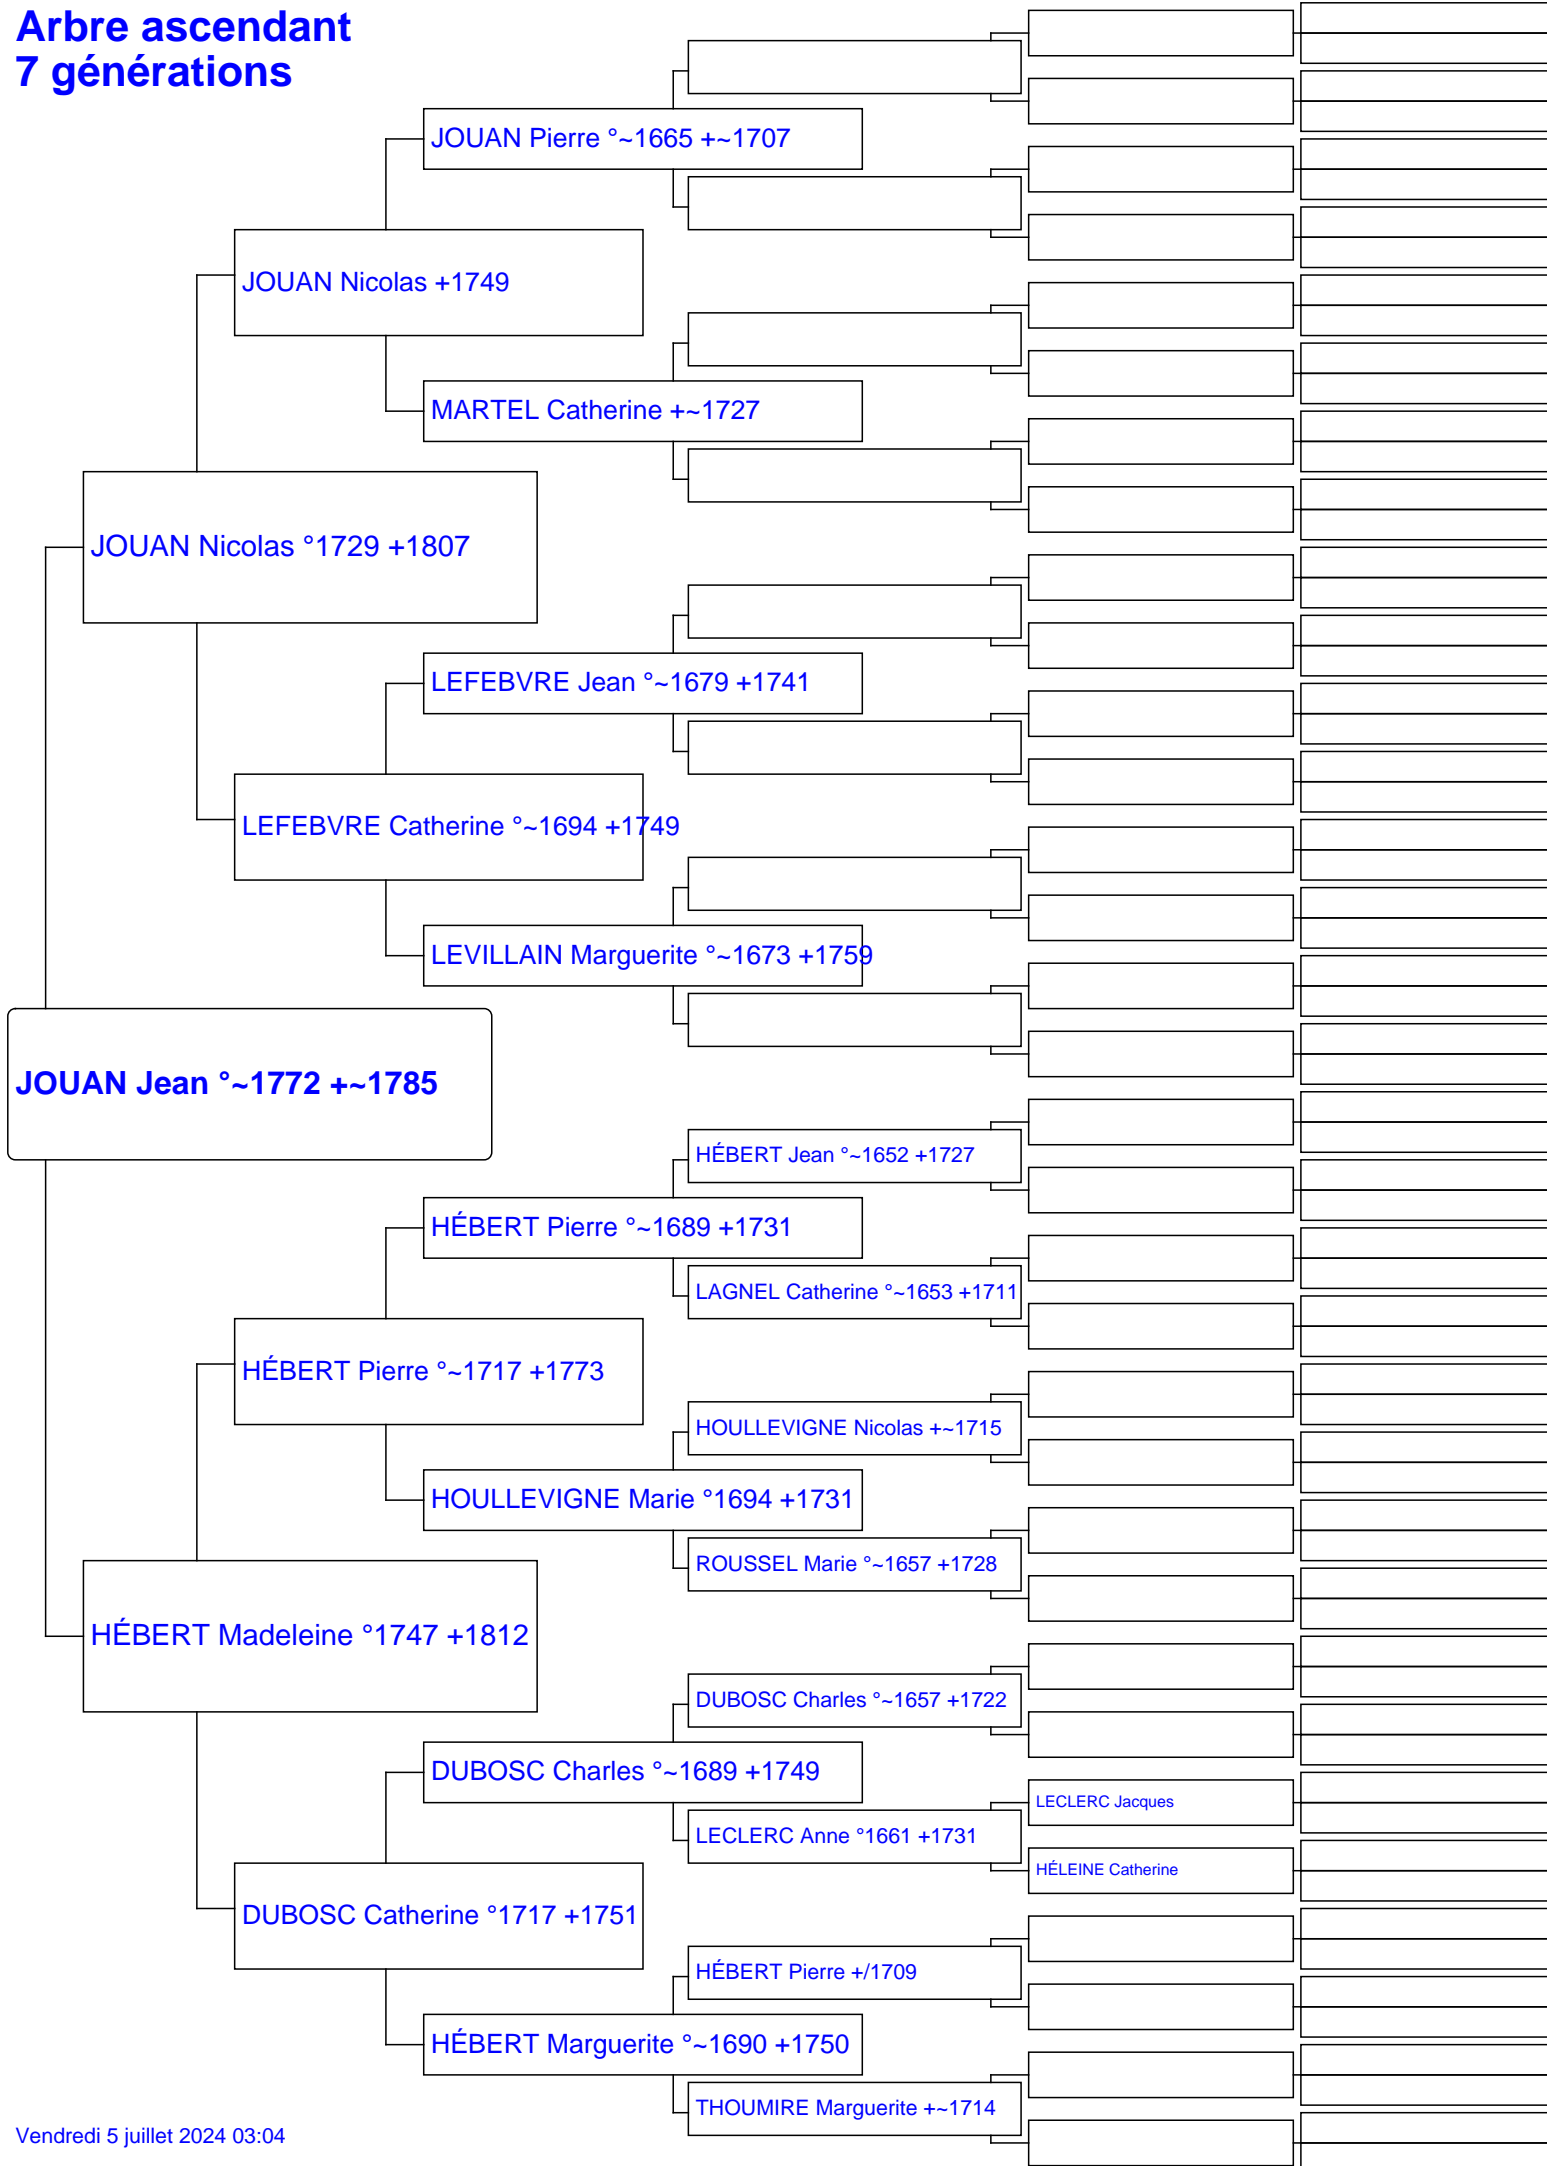 Arbre ascendant
7 générations
JOUAN Pierre °~1665 +~1707
JOUAN Nicolas +1749
MARTEL Catherine +~1727
JOUAN Nicolas °1729 +1807
LEFEBVRE Jean °~1679 +1741
LEFEBVRE Catherine °~1694 +1749
LEVILLAIN Marguerite °~1673 +1759
JOUAN Jean °~1772 +~1785
HÉBERT Jean °~1652 +1727
HÉBERT Pierre °~1689 +1731
LAGNEL Catherine °~1653 +1711
HÉBERT Pierre °~1717 +1773
HOULLEVIGNE Nicolas +~1715
HOULLEVIGNE Marie °1694 +1731
ROUSSEL Marie °~1657 +1728
HÉBERT Madeleine °1747 +1812
DUBOSC Charles °~1657 +1722
DUBOSC Charles °~1689 +1749
LECLERC Jacques
LECLERC Anne °1661 +1731
HÉLEINE Catherine
DUBOSC Catherine °1717 +1751
HÉBERT Pierre +/1709
HÉBERT Marguerite °~1690 +1750
THOUMIRE Marguerite +~1714
Vendredi 5 juillet 2024 03:04